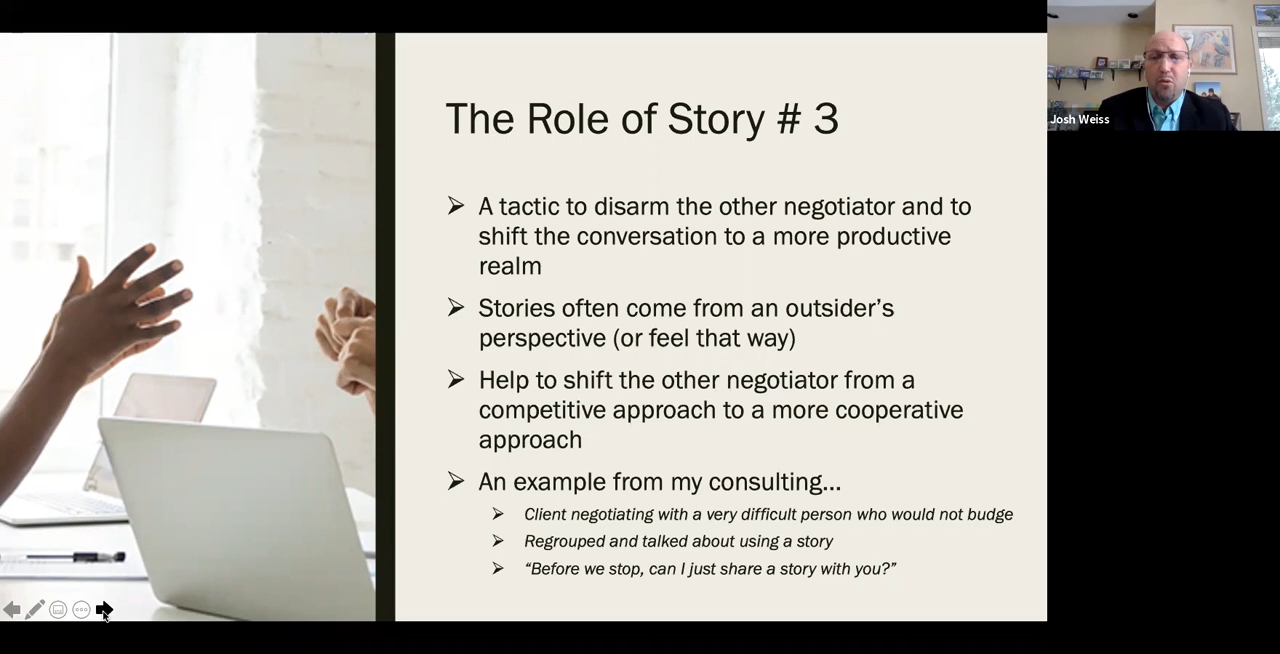 The Role of Story # 3
➢ A tactic to disarm the other negotiator and to
shift the conversation to a more productive
realm
➢ Stories often come from an outsider’s
perspective (or feel that way)
➢ Help to shift the other negotiator from a
competitive approach to a more cooperative
approach
➢ An example from my consulting…
➢ Client negotiating with a very difficult person who would not budge
➢ Regrouped and talked about using a story
➢ “Before we stop, can I just share a story with you?”
Josh Weiss